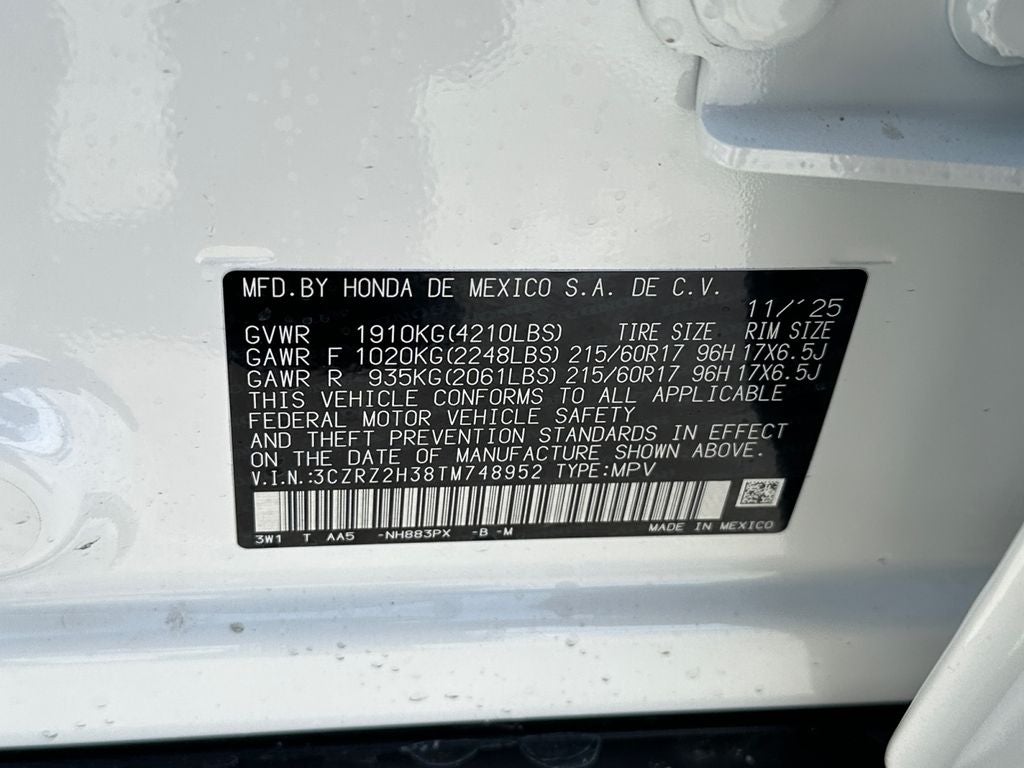 MFD.BY HONDA DE MEXICO S.A. DE C.V.
11/'25
GVWR 1910KG(4210LBS) TIRE SIZE RIM SIZE
GAWR F 1020KG(2248LBS) 215/60R17 96H 17X6.5J
GAWR R 935KG(2061LBS) 215/60R17 96H 17X6.5J
THIS VEHICLE CONFORMS TO ALL APPLICABLE
FEDERAL MOTOR VEHICLE SAFETY
AND THEFT PREVENTION STANDARDS IN EFFECT
ON THE DATE OF MANUFACTURE SHOWN ABOVE.
V.I.N.:3CZRZ2H38TM748952 TYPE:MPV
3W1 T AA5 -NH883PX -B -M MADE IN MEXICO